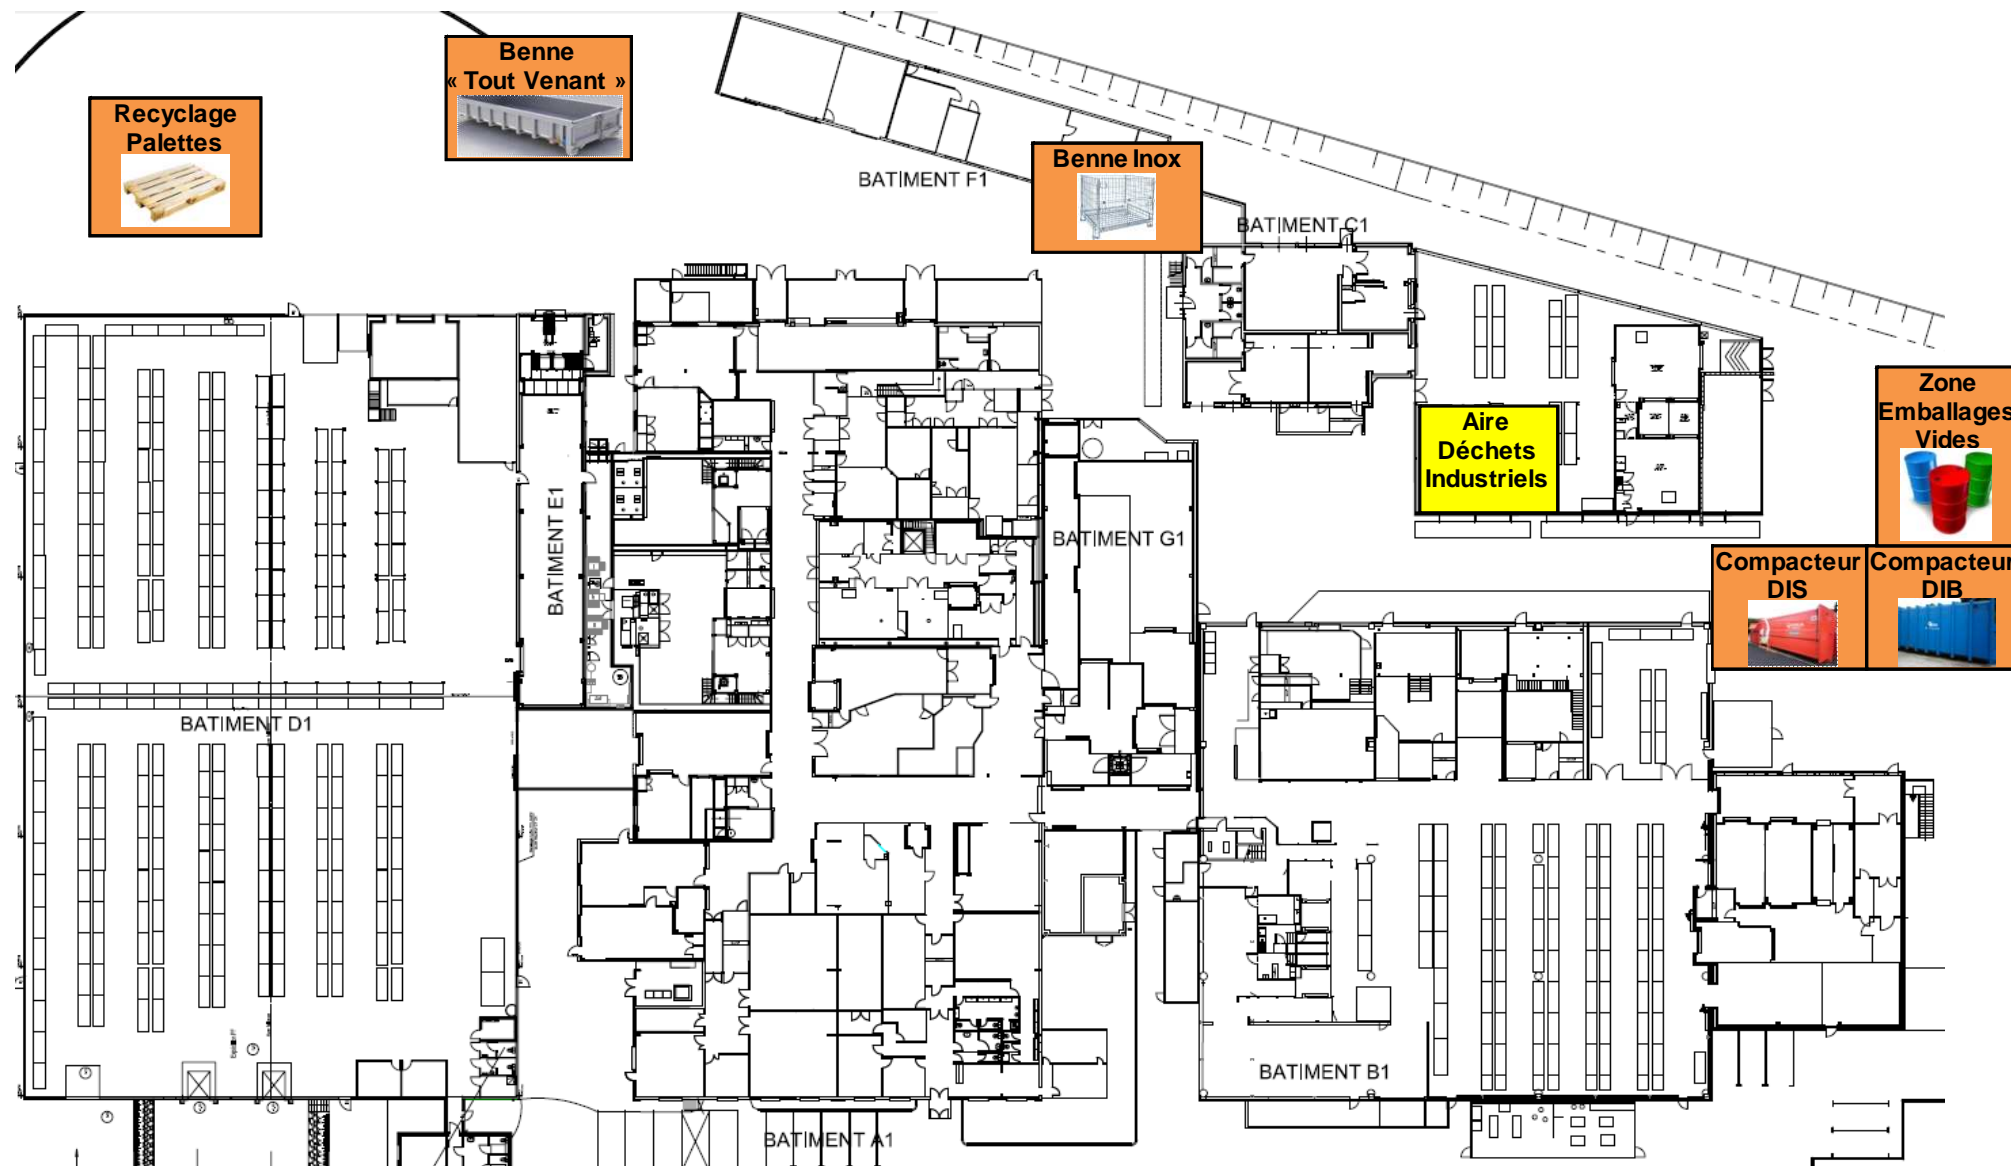 Benne
« Tout Venant »
Recyclage
Palettes
Benne Inox
BATIMENT F1
BATIMENT C1
Zone
Emballages
Vides
Aire
Déchets
Industriels
BATIMENT E1
BATIMENT G1
Compacteur
DIS
Compacteur
DIB
BATIMENT D1
BATIMENT B1
BATIMENT A1